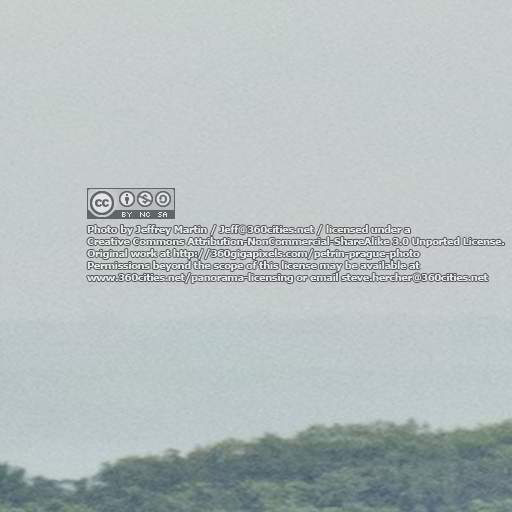 cc BY NC SA
Photo by Jeffrey Martin / Jeff@360cities.net / licensed under a
Creative Commons Attribution-NonCommercial-ShareAlike 3.0 Unported License.
Original work at http://360gigapixels.com/petrin-prague-photo
Permissions beyond the scope of this license may be available at
www.360cities.net/panorama-licensing or email steve.hercher@360cities.net